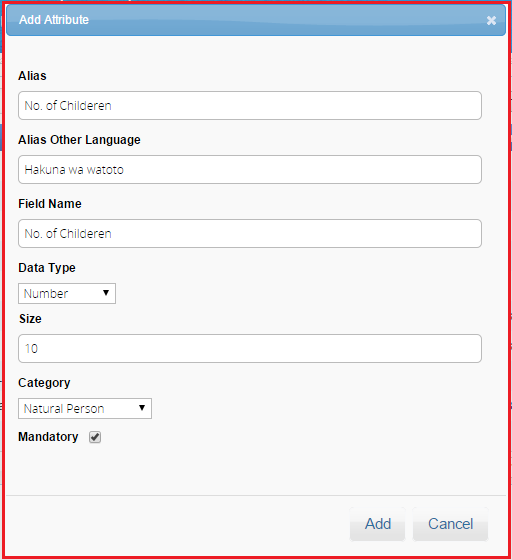 Add Attribute
Alias
No. of Childeren
Alias Other Language
Hakuna wa watoto
Field Name
No. of Childeren
Data Type
Number
Size
10
Category
Natural Person
Mandatory
Add Cancel